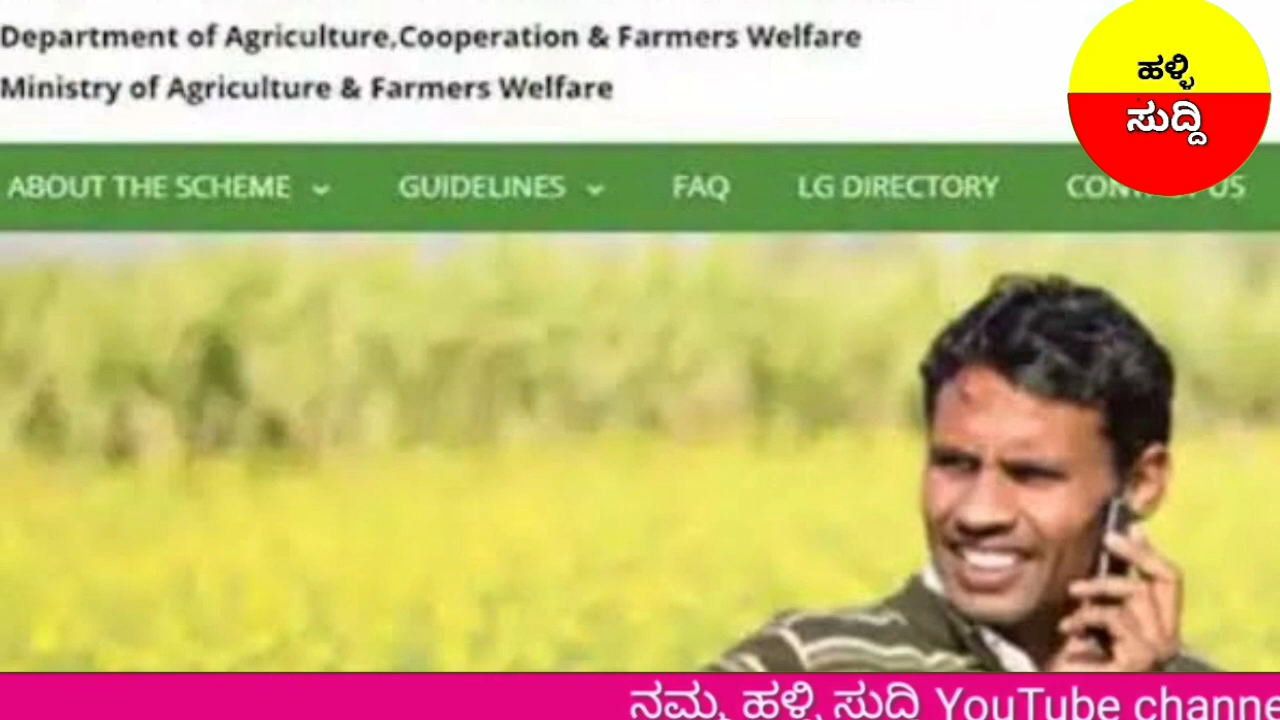 Department of Agriculture,Cooperation & Farmers Welfare
Ministry of Agriculture & Farmers Welfare
ಹಳ್ಳಿ
ಸುದ್ದಿ
ABOUT THE SCHEME GUIDELINES FAQ LG DIRECTORY
ನಮ್ಮ ಹಳ್ಳಿ ಸುದ್ದಿ YouTube channe